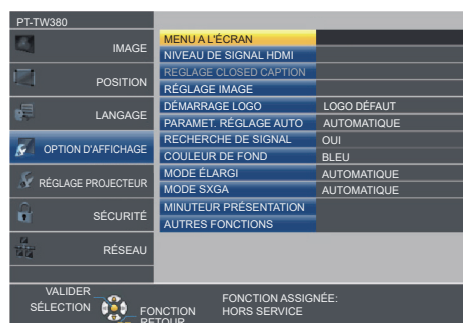 PT-TW380
IMAGE
POSITION
LANGAGE
OPTION D'AFFICHAGE
RÉGLAGE PROJECTEUR
SÉCURITÉ
RÉSEAU
MENU A L'ÉCRAN
NIVEAU DE SIGNAL HDMI
REGLAGE CLOSED CAPTION
RÉGLAGE IMAGE
DÉMARRAGE LOGO LOGO DÉFAUT
PARAMET. RÉGLAGE AUTO AUTOMATIQUE
RECHERCHE DE SIGNAL OUI
COULEUR DE FOND BLEU
MODE ÉLARGI AUTOMATIQUE
MODE SXGA AUTOMATIQUE
MINUTEUR PRÉSENTATION
AUTRES FONCTIONS
VALIDER
SÉLECTION
FONCTION
RETOUR
FONCTION ASSIGNÉE:
HORS SERVICE